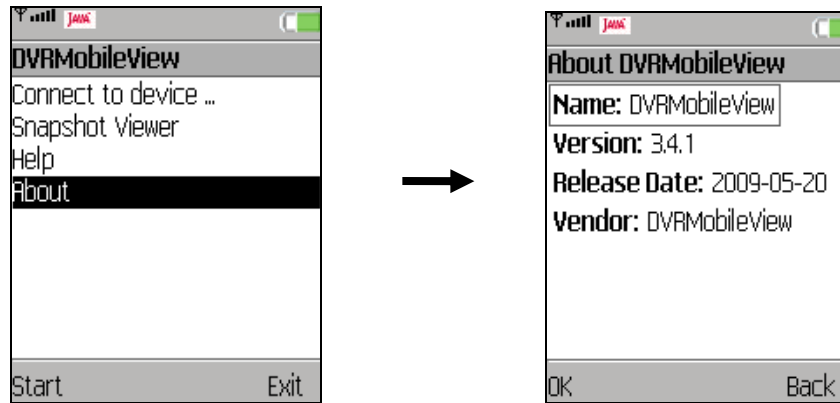 JAVA
DVRMobileView
Connect to device ...
Snapshot Viewer
Help
About
Start Exit
JAVA
About DVRMobileView
Name: DVRMobileView
Version: 3.4.1
Release Date: 2009-05-20
Vendor: DVRMobileView
OK Back